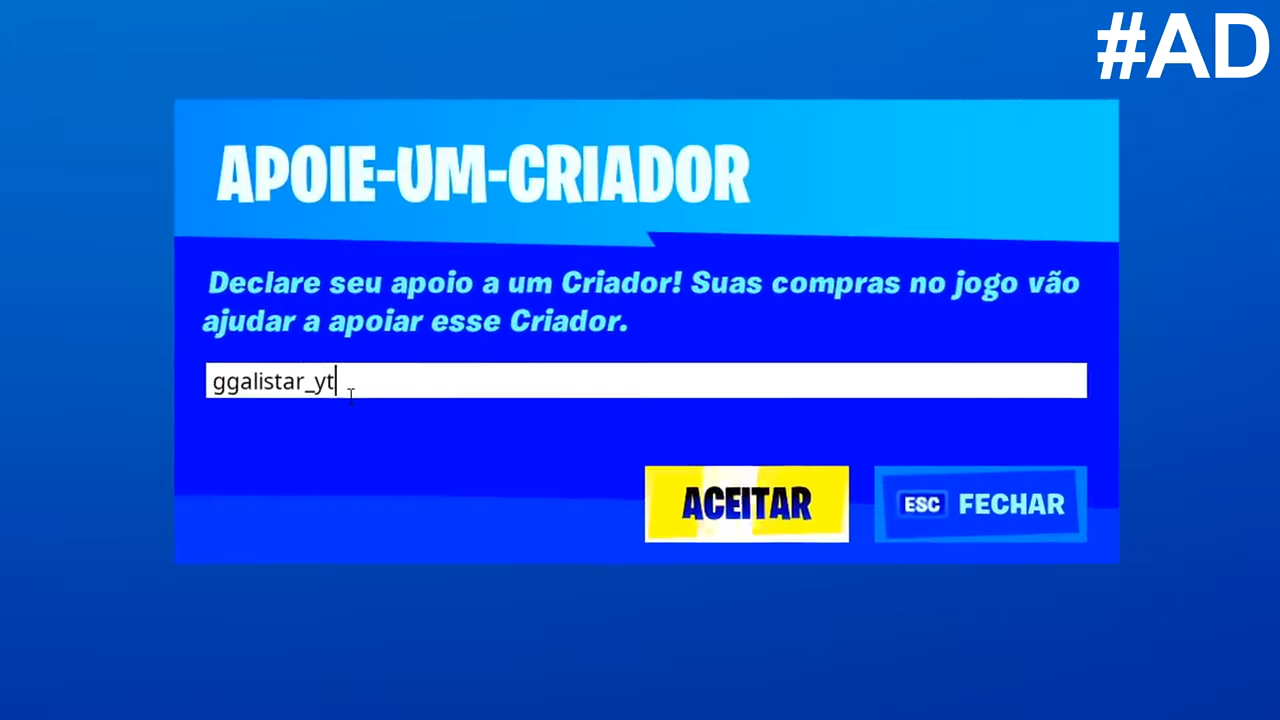 #AD
APOIE-UM-CRIADOR
Declare seu apoio a um Criador! Suas compras no jogo vão
ajudar a apoiar esse Criador.
ggalistar_yt
ACEITAR
ESC FECHAR